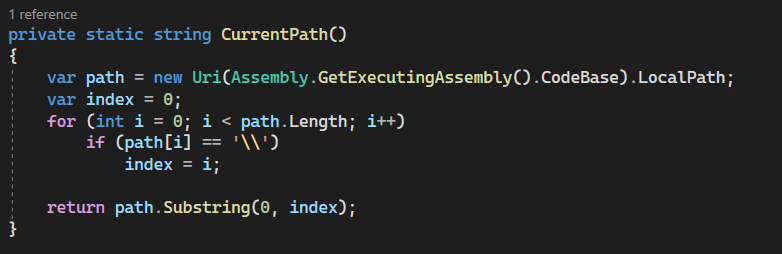 1 reference
private static string CurrentPath()
{
    var path = new Uri(Assembly.GetExecutingAssembly().CodeBase).LocalPath;
    var index = 0;
    for (int i = 0; i < path.Length; i++)
        if (path[i] == '\\')
            index = i;

    return path.Substring(0, index);
}